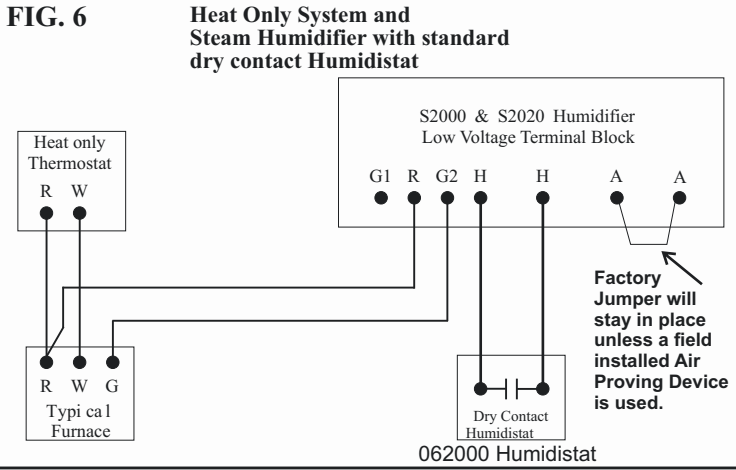 FIG. 6
Heat Only System and
Steam Humidifier with standard
dry contact Humidistat
S2000 & S2020 Humidifier
Low Voltage Terminal Block
G1 R G2 H H A A
Heat only
Thermostat
R W
Factory
Jumper will
stay in place
unless a field
installed Air
Proving Device
is used.
R W G
Typi ca1
Furnace
Dry Contact
Humidistat
062000 Humidistat